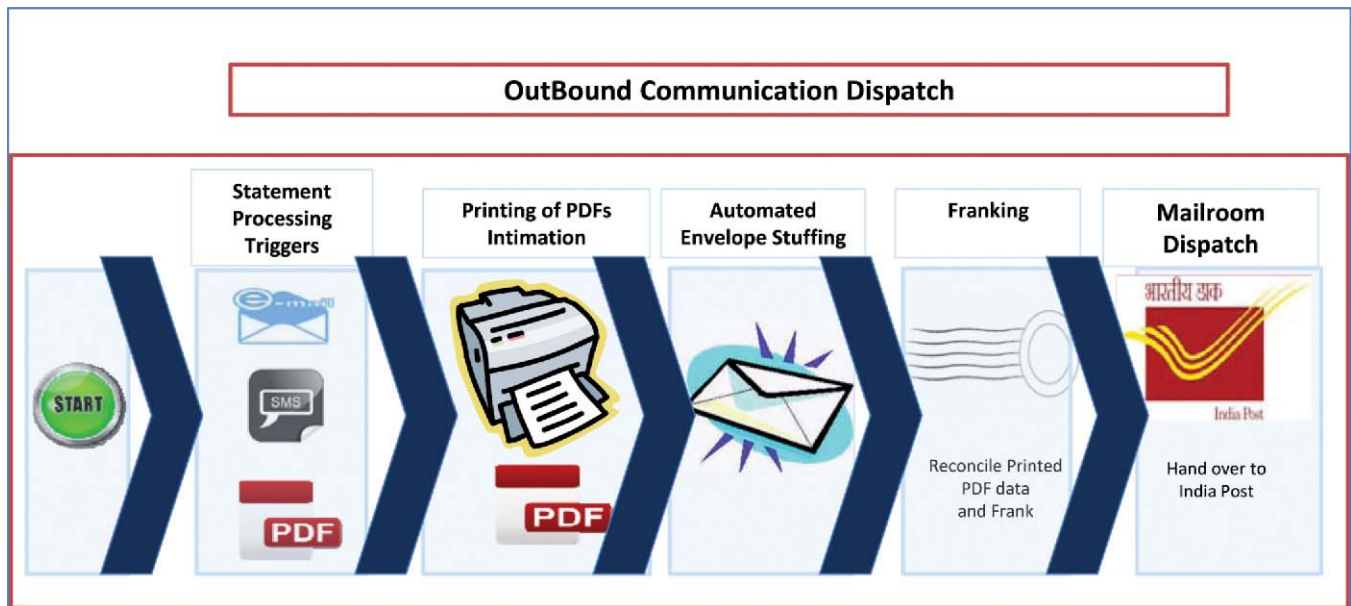 OutBound Communication Dispatch
Statement
Processing
Triggers
Printing of PDFs
Intimation
Automated
Envelope Stuffing
Franking
Mailroom
Dispatch
START
e-mail
SMS
PDF
PDF
Reconcile Printed
PDF data
and Frank
भारतीय डाक
India Post
Hand over to
India Post